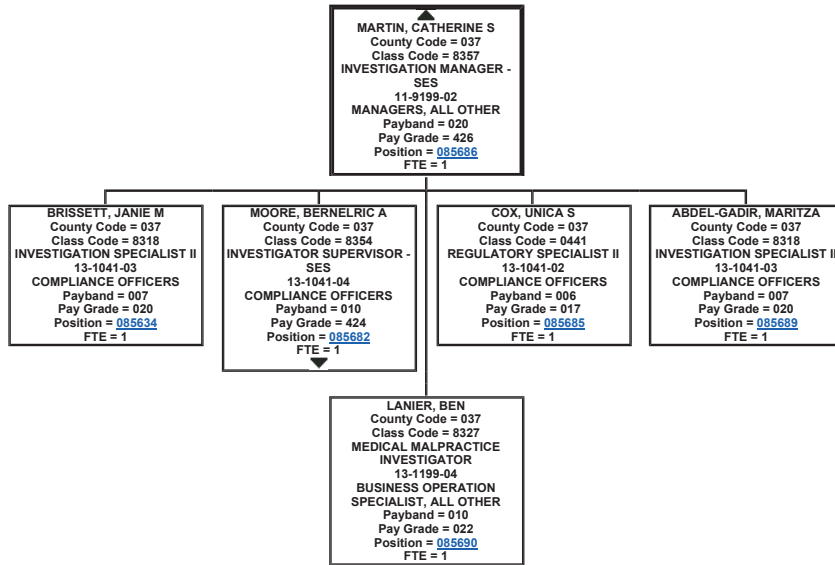 MARTIN, CATHERINE S
County Code = 037
Class Code = 8357
INVESTIGATION MANAGER -
SES
11-9199-02
MANAGERS, ALL OTHER
Payband = 020
Pay Grade = 426
Position = 085686
FTE = 1
BRISSETT, JANIE M
County Code = 037
Class Code = 8318
INVESTIGATION SPECIALIST II
13-1041-03
COMPLIANCE OFFICERS
Payband = 007
Pay Grade = 020
Position = 085634
FTE = 1
MOORE, BERNELRIC A
County Code = 037
Class Code = 8354
INVESTIGATOR SUPERVISOR -
SES
13-1041-04
COMPLIANCE OFFICERS
Payband = 010
Pay Grade = 424
Position = 085682
FTE = 1
COX, UNICA S
County Code = 037
Class Code = 0441
REGULATORY SPECIALIST II
13-1041-02
COMPLIANCE OFFICERS
Payband = 006
Pay Grade = 017
Position = 085685
FTE = 1
ABDEL-GADIR, MARITZA
County Code = 037
Class Code = 8318
INVESTIGATION SPECIALIST II
13-1041-03
COMPLIANCE OFFICERS
Payband = 007
Pay Grade = 020
Position = 085689
FTE = 1
LANIER, BEN
County Code = 037
Class Code = 8327
MEDICAL MALPRACTICE
INVESTIGATOR
13-1199-04
BUSINESS OPERATION
SPECIALIST, ALL OTHER
Payband = 010
Pay Grade = 022
Position = 085690
FTE = 1